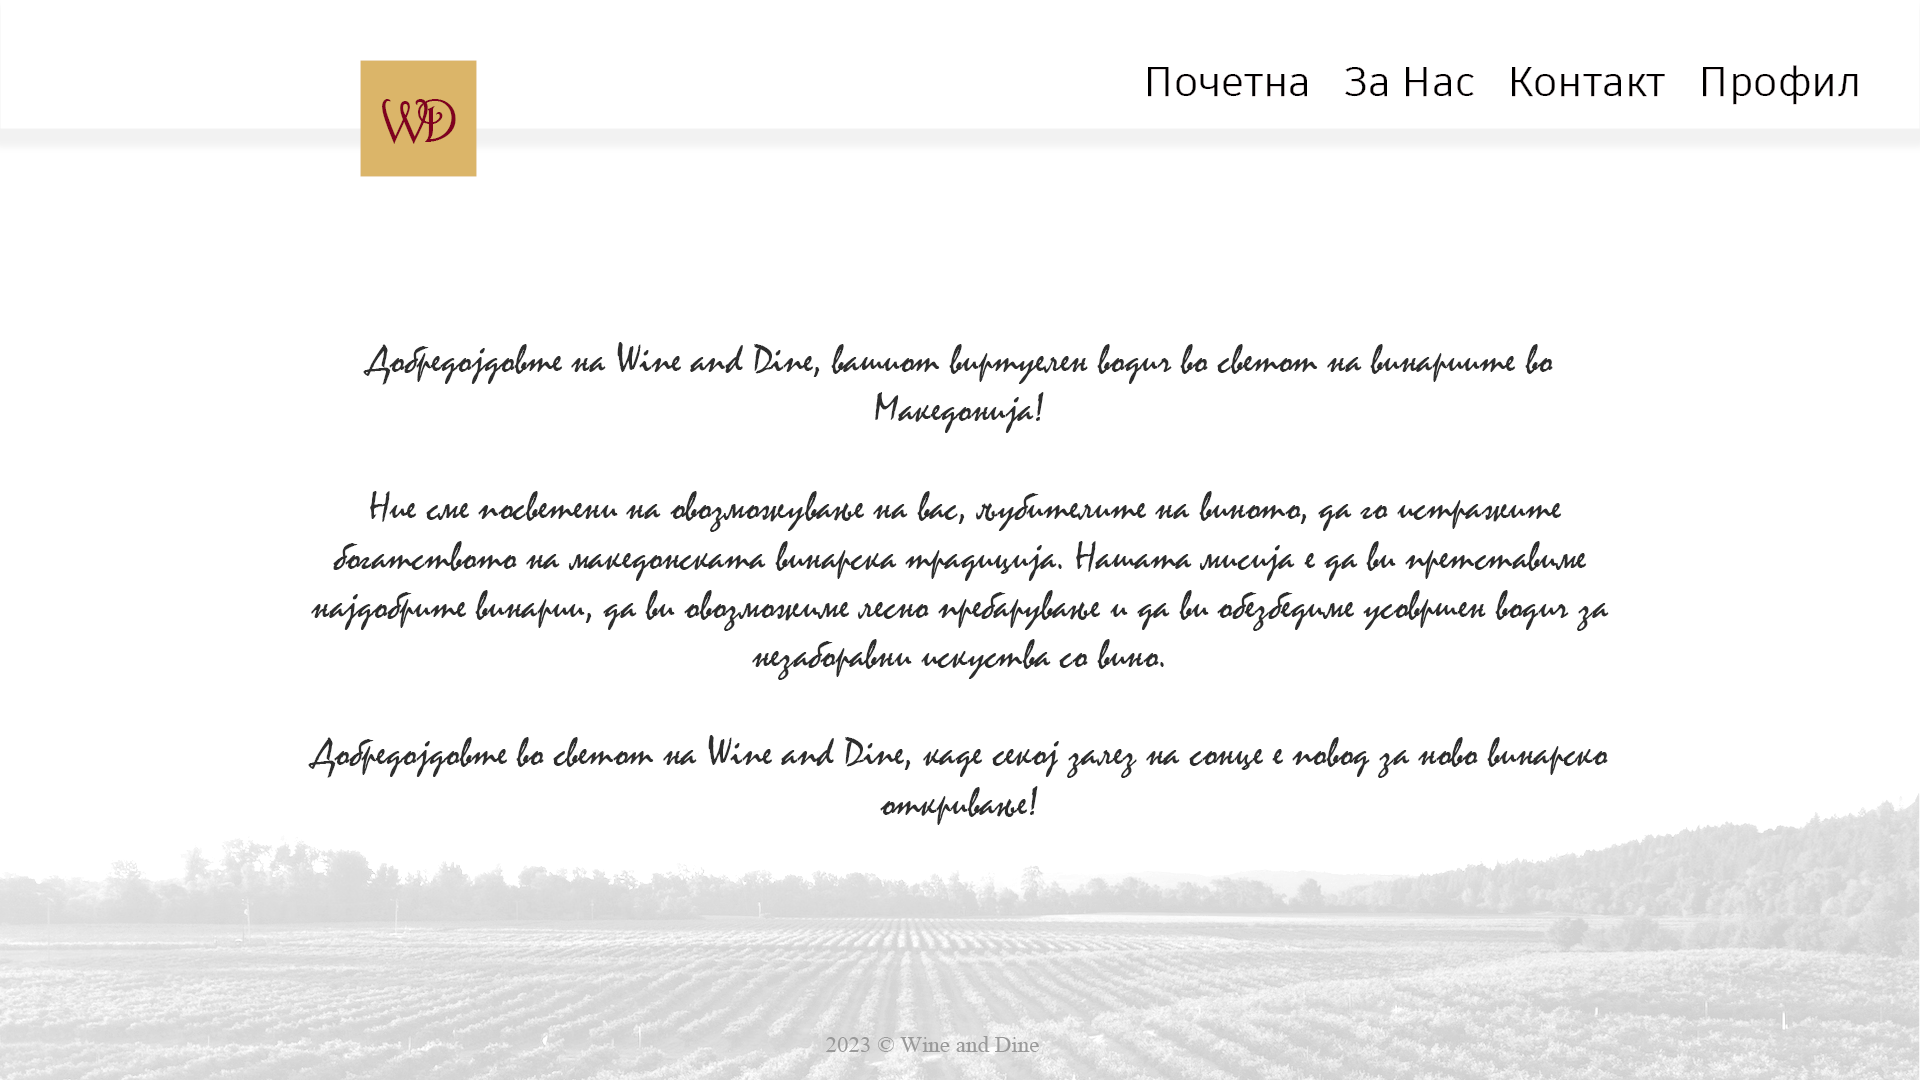 Почетна За Нас Контакт Профил
WD
Добредојдовте на Wine and Dine, вашиот виртуелен водич во светот на винариите во
Македонија!
Ние сме посветени на овозможување на вас, љубителите на виното, да го истражите
богатството на македонската винарска традиција. Нашата мисија е да ви претставиме
најдобрите винарии, да ви овозможиме лесно пребарување и да ви обезбедиме усовршен водич за
незаборавни искуства со вино.
Добредојдовте во светот на Wine and Dine, каде секој залез на сонце е повод за ново винарско
откривање!
2023 © Wine and Dine